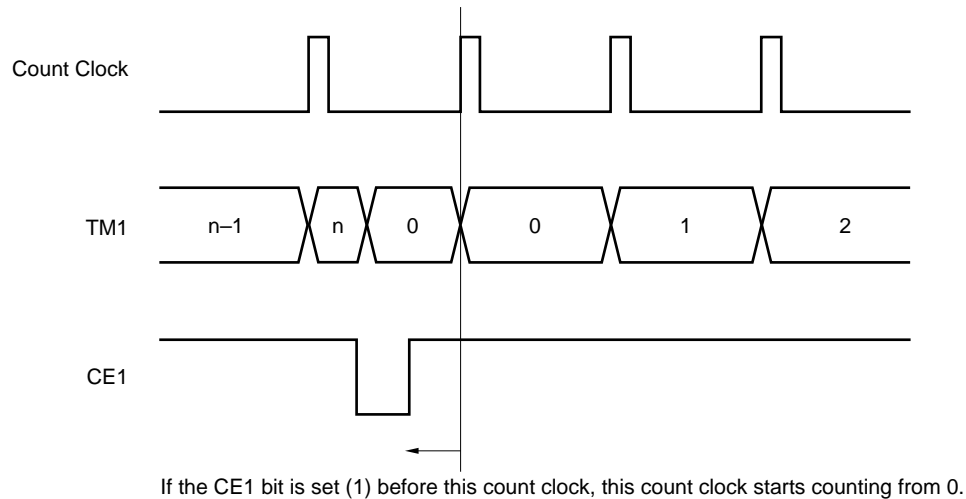 Count Clock
TM1
n–1
n
0
0
1
2
CE1
If the CE1 bit is set (1) before this count clock, this count clock starts counting from 0.